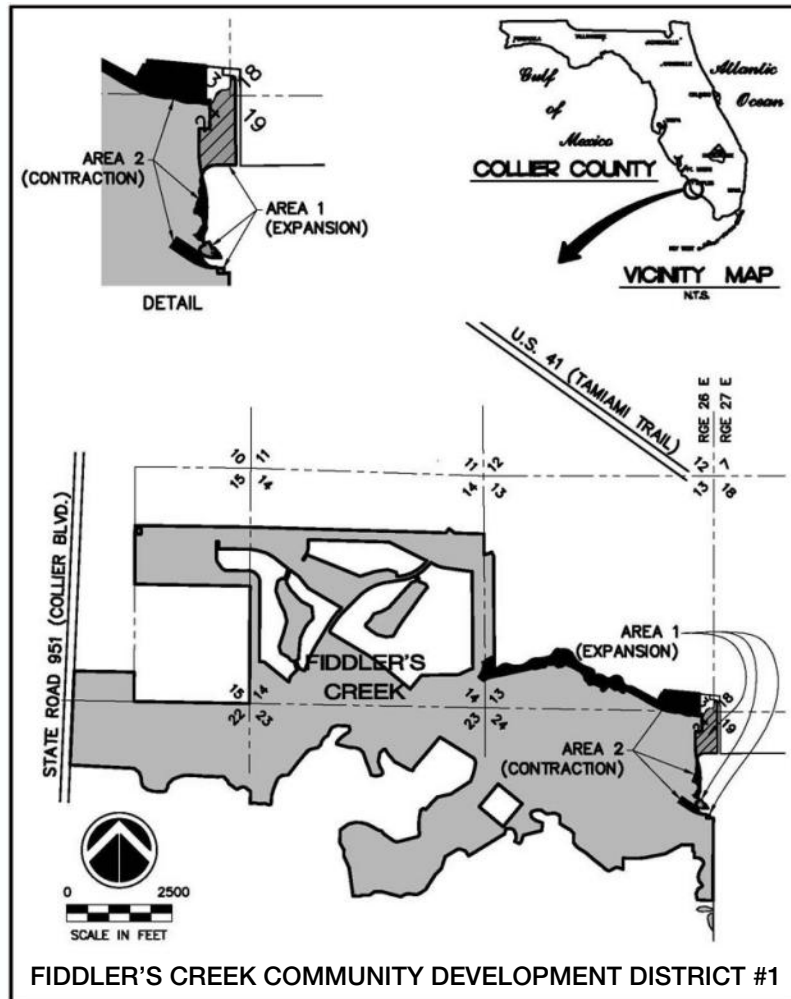 18
19
AREA 2
(CONTRACTION)
AREA 1
(EXPANSION)
DETAIL
Gulf
of
Mexico
Atlantic
Ocean
COLLIER COUNTY
VICINITY MAP
N.T.S.
U.S. 41 (TAMIAMI TRAIL)
RGE 26 E
RGE 27 E
10 11
15 14
11 12
14 13
12 7
13 18
STATE ROAD 951 (COLLIER BLVD.)
FIDDLER'S
CREEK
AREA 1
(EXPANSION)
15 14
22 23
14 13
23 24
18
19
AREA 2
(CONTRACTION)
0 2500
SCALE IN FEET
FIDDLER'S CREEK COMMUNITY DEVELOPMENT DISTRICT #1